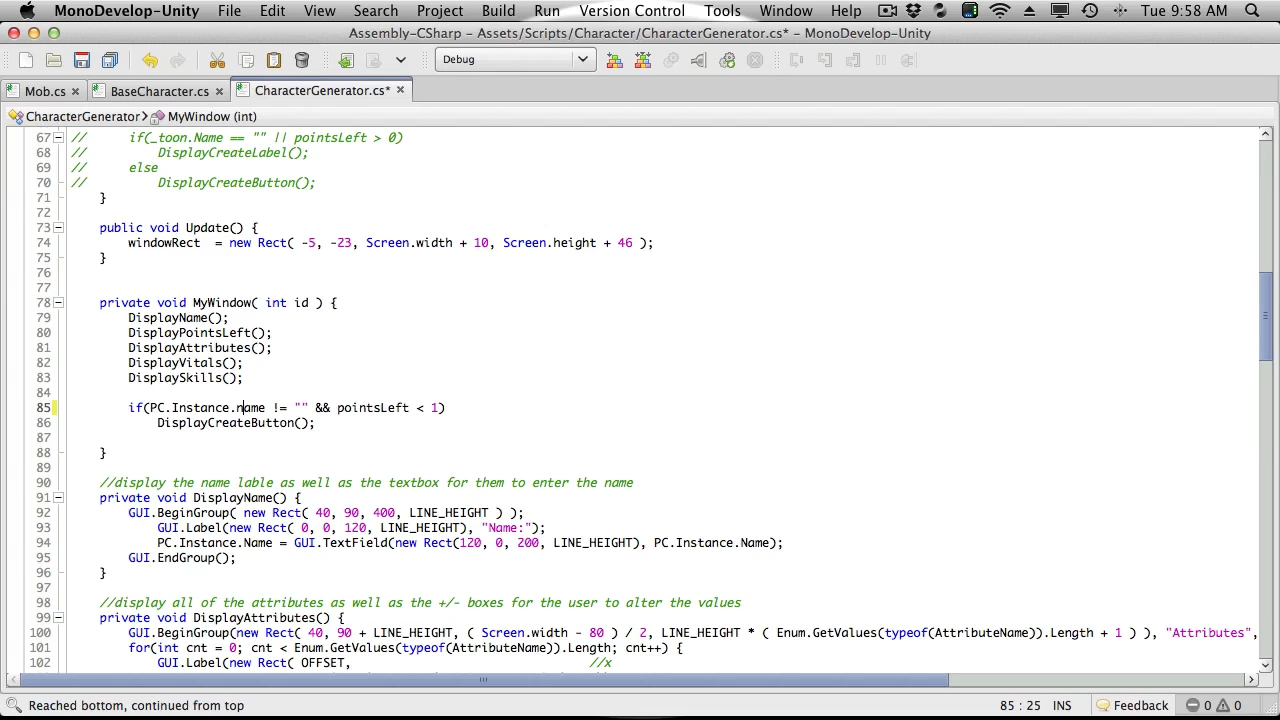 MonoDevelop-Unity File Edit View Search Project Build Run Version Control Tools Window Help Tue 9:58 AM
Assembly-CSharp - Assets/Scripts/Character/CharacterGenerator.cs* - MonoDevelop-Unity
Debug
Mob.cs BaseCharacter.cs CharacterGenerator.cs*
CharacterGenerator MyWindow (int)
67 // if(_toon.Name == "" || pointsLeft > 0)
68 // DisplayCreateLabel();
69 // else
70 // DisplayCreateButton();
71 }
72
73 public void Update() {
74 windowRect = new Rect( -5, -23, Screen.width + 10, Screen.height + 46 );
75 }
76
77
78 private void MyWindow( int id ) {
79 DisplayName();
80 DisplayPointsLeft();
81 DisplayAttributes();
82 DisplayVitals();
83 DisplaySkills();
84
85 if(PC.Instance.name != "" && pointsLeft < 1)
86 DisplayCreateButton();
87
88 }
89
90 //display the name lable as well as the textbox for them to enter the name
91 private void DisplayName() {
92 GUI.BeginGroup( new Rect( 40, 90, 400, LINE_HEIGHT ) );
93 GUI.Label(new Rect( 0, 0, 120, LINE_HEIGHT), "Name:");
94 PC.Instance.Name = GUI.TextField(new Rect(120, 0, 200, LINE_HEIGHT), PC.Instance.Name);
95 GUI.EndGroup();
96 }
97
98 //display all of the attributes as well as the +/- boxes for the user to alter the values
99 private void DisplayAttributes() {
100 GUI.BeginGroup(new Rect( 40, 90 + LINE_HEIGHT, ( Screen.width - 80 ) / 2, LINE_HEIGHT * ( Enum.GetValues(typeof(AttributeName)).Length + 1 ) ), "Attributes",
101 for(int cnt = 0; cnt < Enum.GetValues(typeof(AttributeName)).Length; cnt++) {
102 GUI.Label(new Rect( OFFSET, //x
Reached bottom, continued from top 85 : 25 INS Feedback 0 0